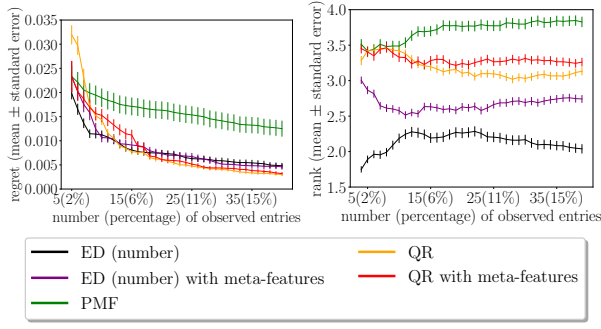 regret (mean ± standard error)
0.035
0.030
0.025
0.020
0.015
0.010
0.005
0.000
5(2%) 15(6%) 25(11%) 35(15%)
number (percentage) of observed entries
rank (mean ± standard error)
4.0
3.5
3.0
2.5
2.0
1.5
5(2%) 15(6%) 25(11%) 35(15%)
number (percentage) of observed entries
ED (number)
ED (number) with meta-features
PMF
QR
QR with meta-features